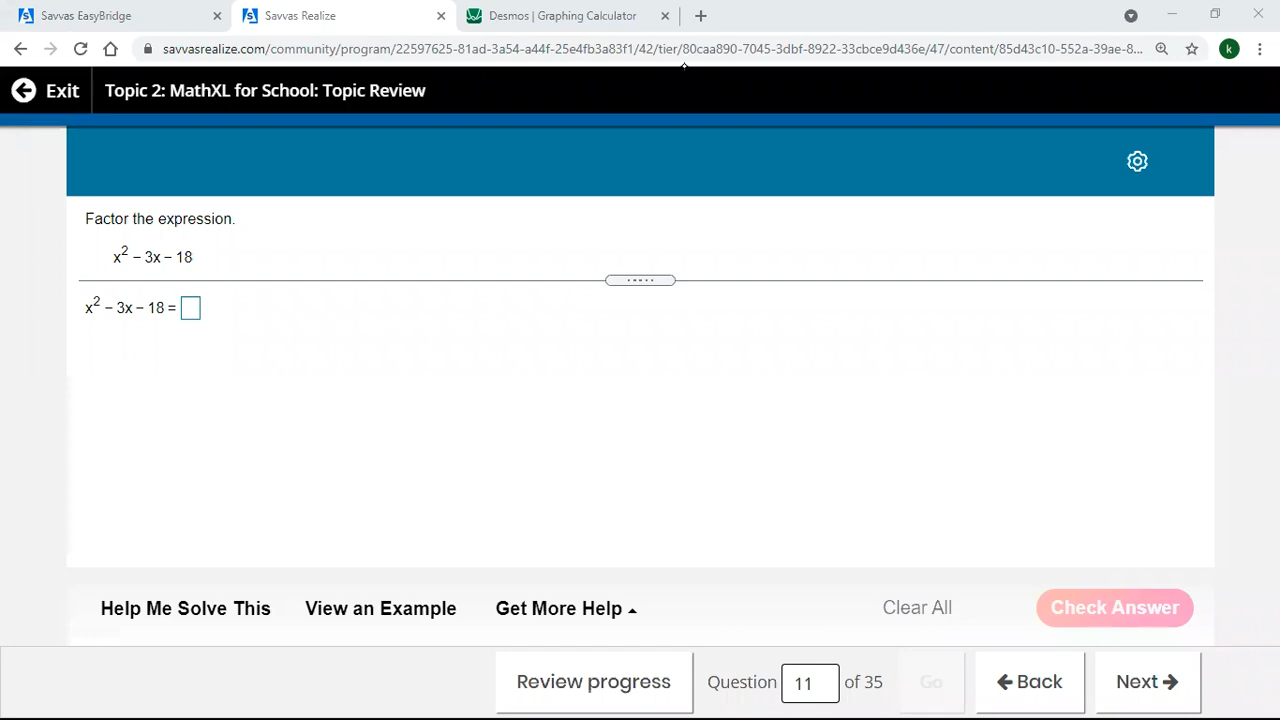 Savvas EasyBridge
Savvas Realize
Desmos | Graphing Calculator
savvasrealize.com/community/program/22597625-81ad-3a54-a44f-25e4fb3a83f1/42/tier/80caa890-7045-3dbf-8922-33cbce9d436e/47/content/85d43c10-552a-39ae-8...
k
Exit
Topic 2: MathXL for School: Topic Review
Factor the expression.
x² − 3x − 18
x² − 3x − 18 =
Help Me Solve This
View an Example
Get More Help
Clear All
Check Answer
Review progress
Question 11 of 35
Go
Back
Next